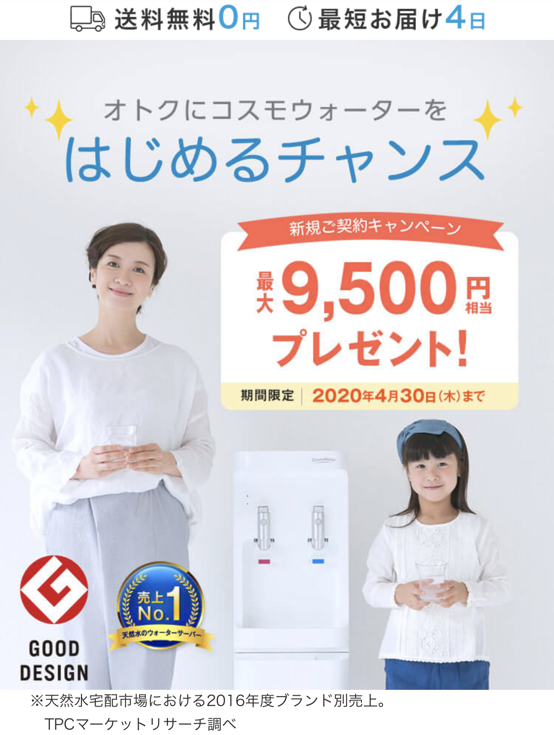 送料無料0円 最短お届け4日
オトクにコスモウォーターを
はじめるチャンス
新規ご契約キャンペーン
最大9,500円相当
プレゼント!
期間限定 2020年4月30日(木)まで
売上
No.1
天然水のウォーターサーバー
GOOD
DESIGN
※天然水宅配市場における2016年度ブランド別売上。
TPCマーケットリサーチ調べ